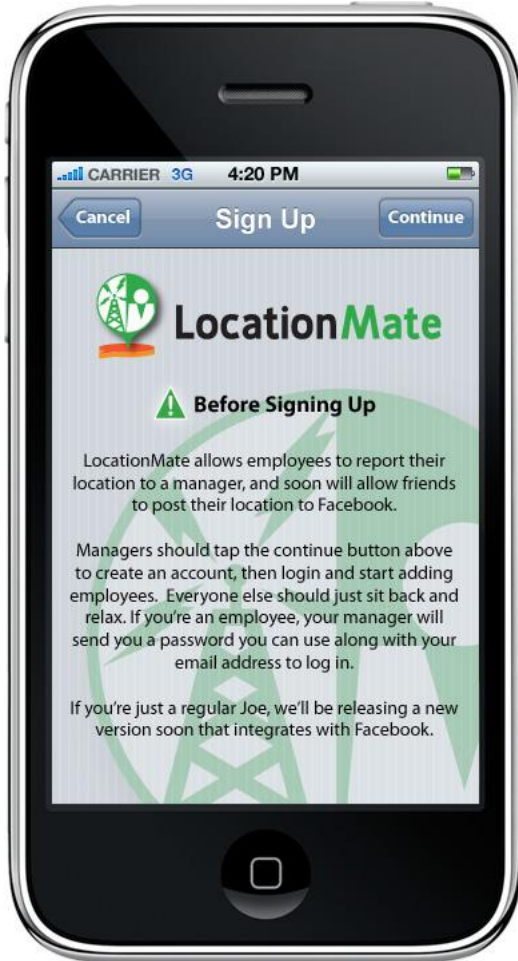 CARRIER 3G 4:20 PM
Cancel Sign Up Continue
LocationMate
Before Signing Up
LocationMate allows employees to report their
location to a manager, and soon will allow friends
to post their location to Facebook.
Managers should tap the continue button above
to create an account, then login and start adding
employees. Everyone else should just sit back and
relax. If you're an employee, your manager will
send you a password you can use along with your
email address to log in.
If you're just a regular Joe, we'll be releasing a new
version soon that integrates with Facebook.